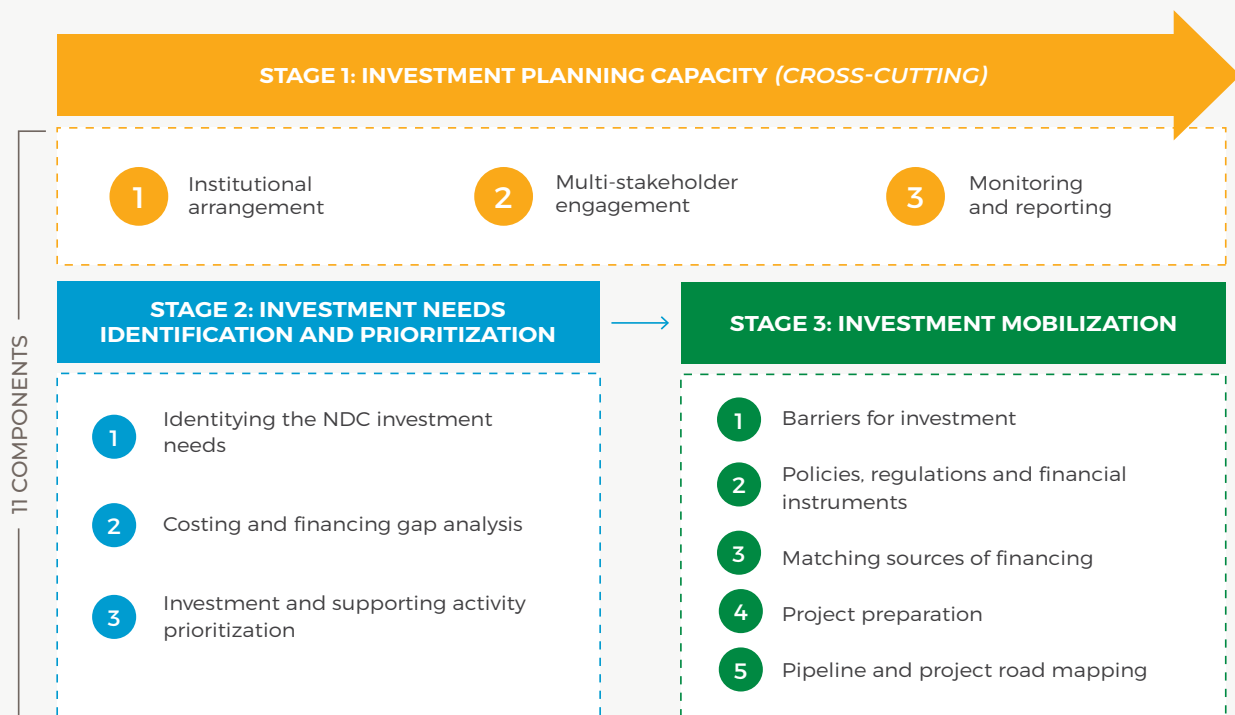 STAGE 1: INVESTMENT PLANNING CAPACITY (CROSS-CUTTING)
11 COMPONENTS
1
Institutional
arrangement
2
Multi-stakeholder
engagement
3
Monitoring
and reporting
STAGE 2: INVESTMENT NEEDS
IDENTIFICATION AND PRIORITIZATION
1
Identitying the NDC investment
needs
2
Costing and financing gap analysis
3
Investment and supporting activity
prioritization
STAGE 3: INVESTMENT MOBILIZATION
1
Barriers for investment
2
Policies, regulations and financial
instruments
3
Matching sources of financing
4
Project preparation
5
Pipeline and project road mapping